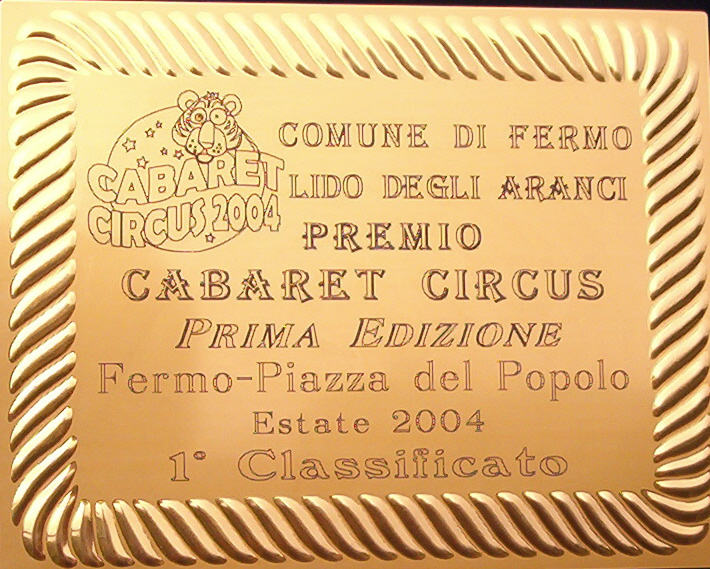 CABARET
CIRCUS 2004
COMUNE DI FERMO
LIDO DEGLI ARANCI
PREMIO
CABARET CIRCUS
PRIMA EDIZIONE
Fermo-Piazza del Popolo
Estate 2004
1° Classificato